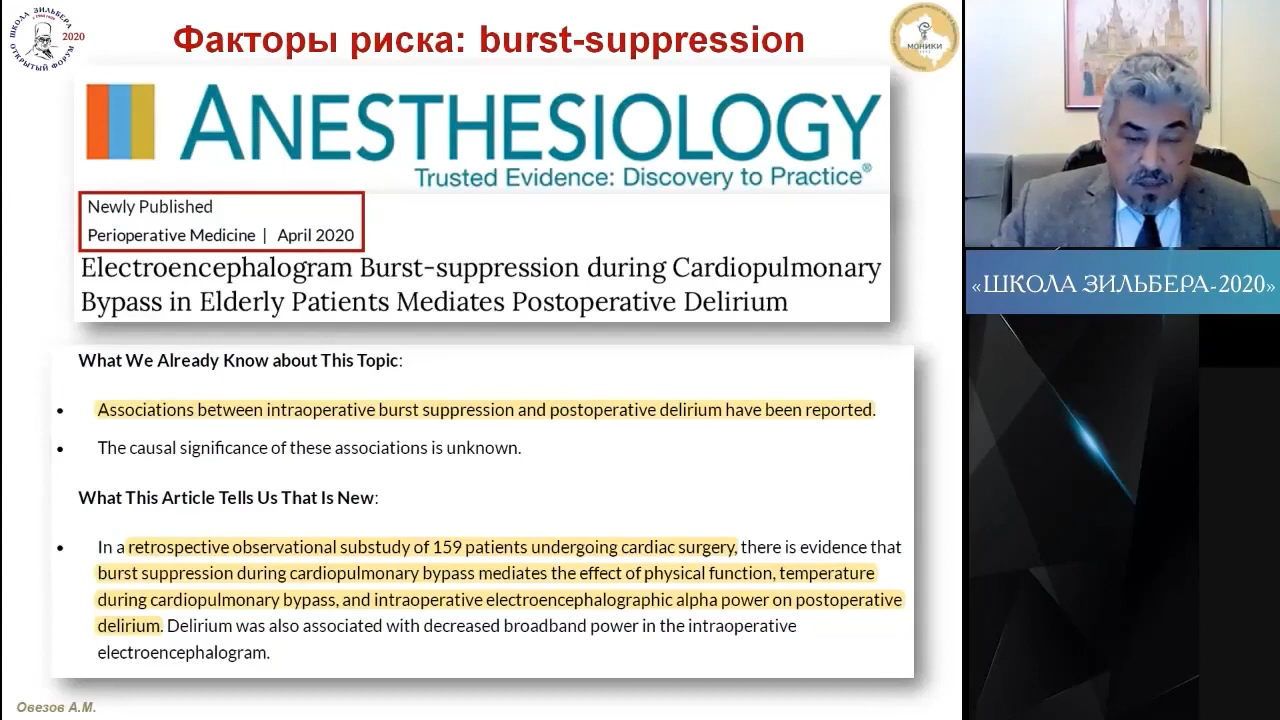 ШКОЛА ЗИЛЬБЕРА
ОТКРЫТЫЙ ФОРУМ
2020
Факторы риска: burst-suppression
МОНИКИ
ANESTHESIOLOGY
Trusted Evidence: Discovery to Practice®
Newly Published
Perioperative Medicine | April 2020
Electroencephalogram Burst-suppression during Cardiopulmonary
Bypass in Elderly Patients Mediates Postoperative Delirium
«ШКОЛА ЗИЛЬБЕРА-2020»
What We Already Know about This Topic:
• Associations between intraoperative burst suppression and postoperative delirium have been reported.
• The causal significance of these associations is unknown.
What This Article Tells Us That Is New:
• In a retrospective observational substudy of 159 patients undergoing cardiac surgery, there is evidence that
burst suppression during cardiopulmonary bypass mediates the effect of physical function, temperature
during cardiopulmonary bypass, and intraoperative electroencephalographic alpha power on postoperative
delirium. Delirium was also associated with decreased broadband power in the intraoperative
electroencephalogram.
Овезов А.М.